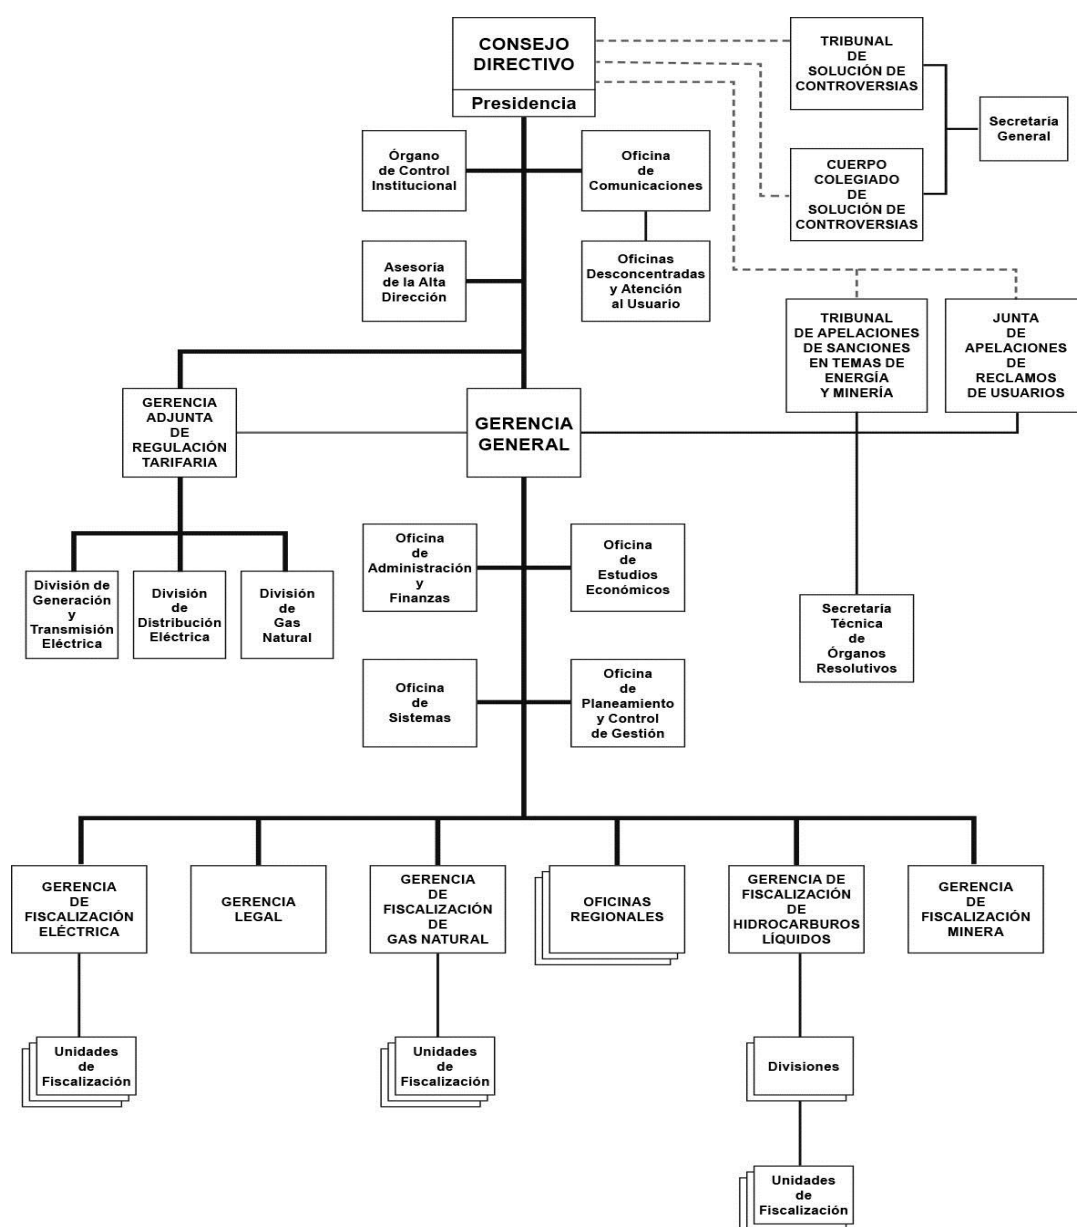 CONSEJO
DIRECTIVO
Presidencia
TRIBUNAL
DE
SOLUCIÓN DE
CONTROVERSIAS
Secretaría
General
CUERPO
COLEGIADO
DE
SOLUCIÓN DE
CONTROVERSIAS
Órgano
de Control
Institucional
Oficina
de
Comunicaciones
Asesoría
de la Alta
Dirección
Oficinas
Desconcentradas
y Atención
al Usuario
TRIBUNAL
DE APELACIONES
DE SANCIONES
EN TEMAS DE
ENERGÍA
Y MINERÍA
JUNTA
DE
APELACIONES
DE
RECLAMOS
DE USUARIOS
GERENCIA
ADJUNTA
DE
REGULACIÓN
TARIFARIA
GERENCIA
GENERAL
Oficina
de
Administración
y
Finanzas
Oficina
de
Estudios
Económicos
División de
Generación
y
Transmisión
Eléctrica
División
de
Distribución
Eléctrica
División
de
Gas
Natural
Secretaría
Técnica
de
Órganos
Resolutivos
Oficina
de
Sistemas
Oficina
de
Planeamiento
y Control
de Gestión
GERENCIA
DE
FISCALIZACIÓN
ELÉCTRICA
GERENCIA
LEGAL
GERENCIA
DE
FISCALIZACIÓN
DE
GAS NATURAL
OFICINAS
REGIONALES
GERENCIA DE
FISCALIZACIÓN
DE
HIDROCARBUROS
LÍQUIDOS
GERENCIA
DE
FISCALIZACIÓN
MINERA
Unidades
de
Fiscalización
Unidades
de
Fiscalización
Divisiones
Unidades
de
Fiscalización